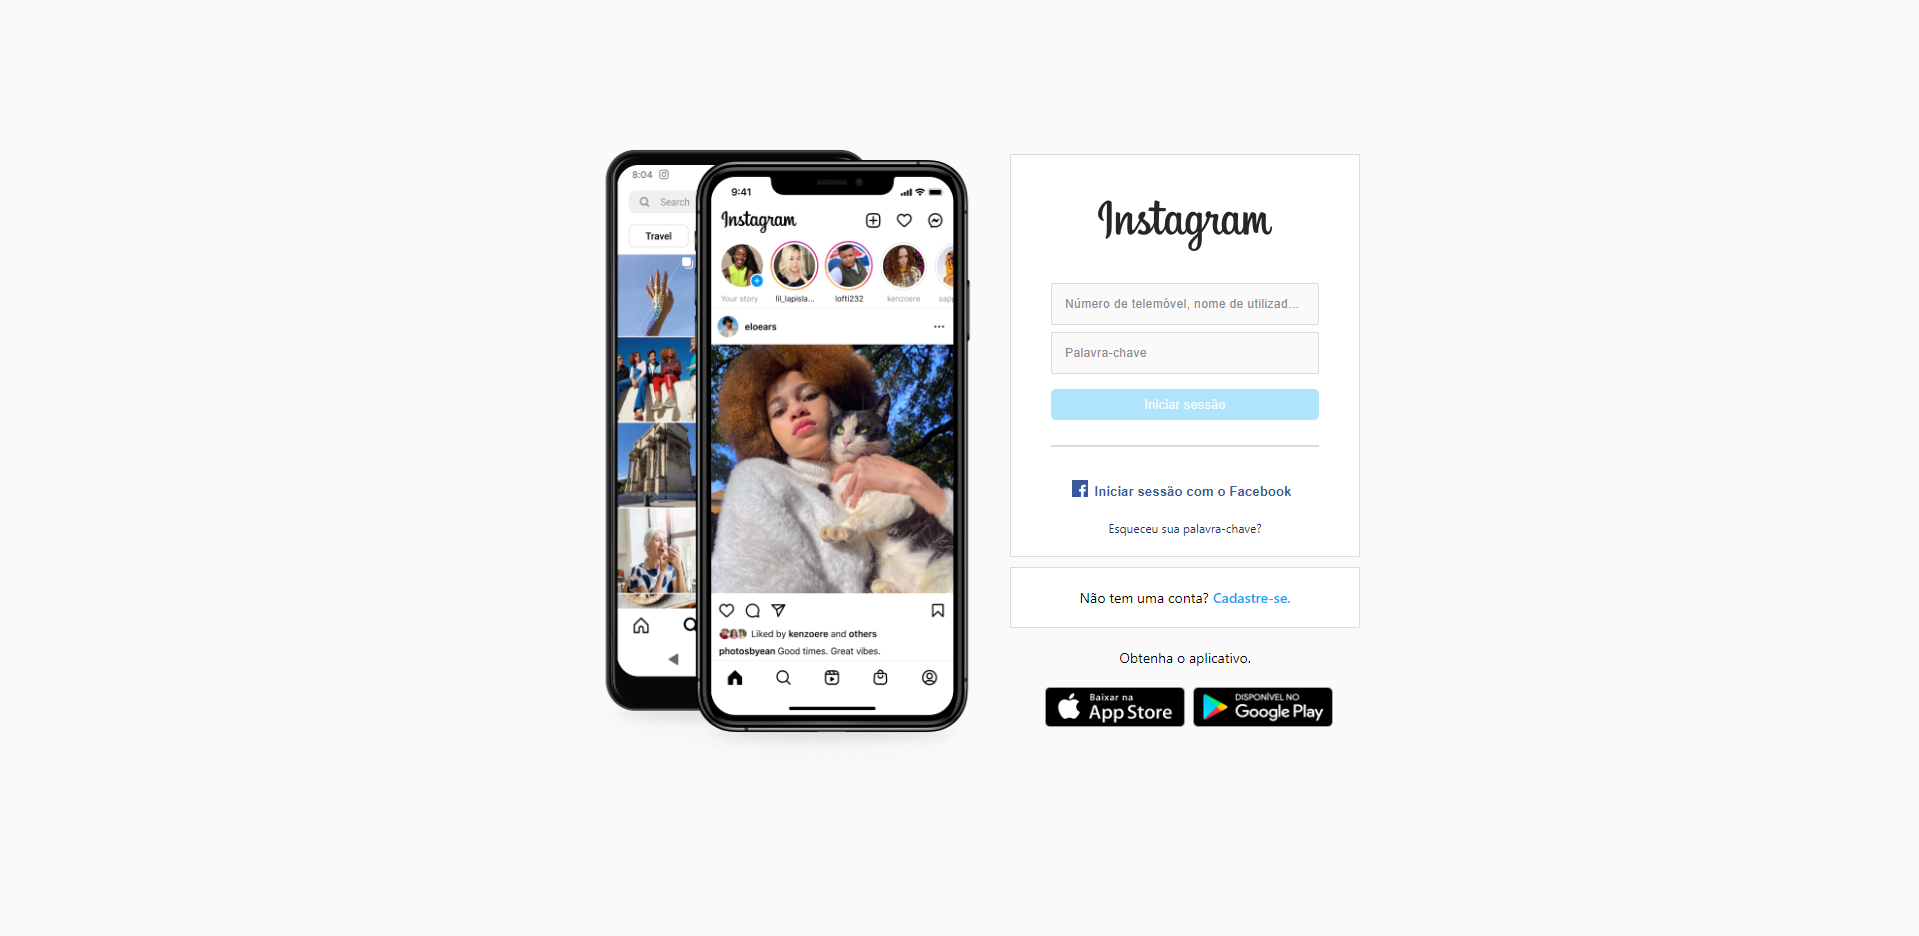 8:04
Search
Travel
9:41
Instagram
Your story
lil_lapisla...
lofti232
kenzoere
sap
eloears
Liked by kenzoere and others
photosbyean Good times. Great vibes.
Instagram
Número de telemóvel, nome de utilizad...
Palavra-chave
Iniciar sessão
Iniciar sessão com o Facebook
Esqueceu sua palavra-chave?
Não tem uma conta? Cadastre-se.
Obtenha o aplicativo.
Baixar na
App Store
DISPONÍVEL NO
Google Play